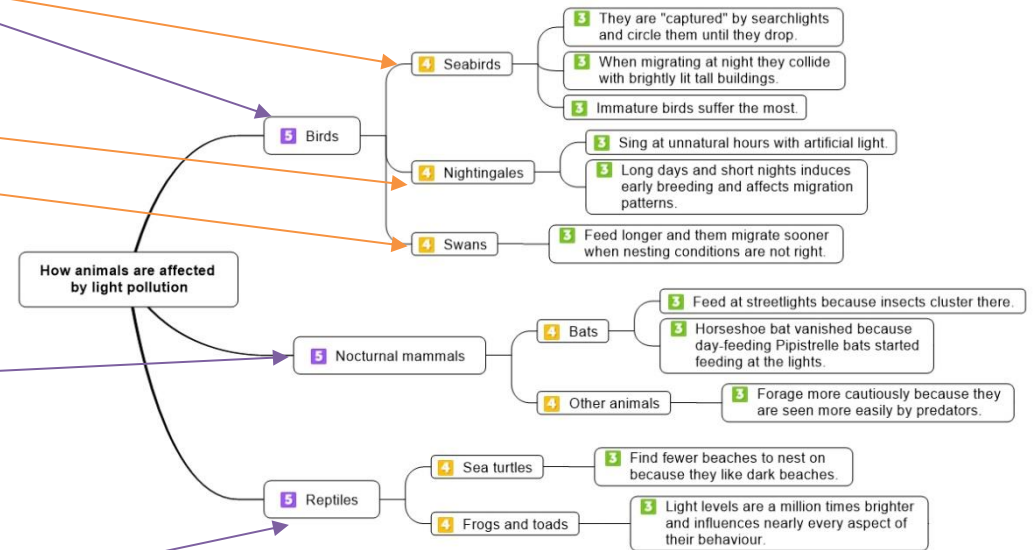 How animals are affected
by light pollution
5 Birds
4 Seabirds
3 They are "captured" by searchlights
and circle them until they drop.
3 When migrating at night they collide
with brightly lit tall buildings.
3 Immature birds suffer the most.
4 Nightingales
3 Sing at unnatural hours with artificial light.
3 Long days and short nights induces
early breeding and affects migration
patterns.
4 Swans
3 Feed longer and them migrate sooner
when nesting conditions are not right.
5 Nocturnal mammals
4 Bats
3 Feed at streetlights because insects cluster there.
3 Horseshoe bat vanished because
day-feeding Pipistrelle bats started
feeding at the lights.
4 Other animals
3 Forage more cautiously because they
are seen more easily by predators.
5 Reptiles
4 Sea turtles
3 Find fewer beaches to nest on
because they like dark beaches.
4 Frogs and toads
3 Light levels are a million times brighter
and influences nearly every aspect of
their behaviour.